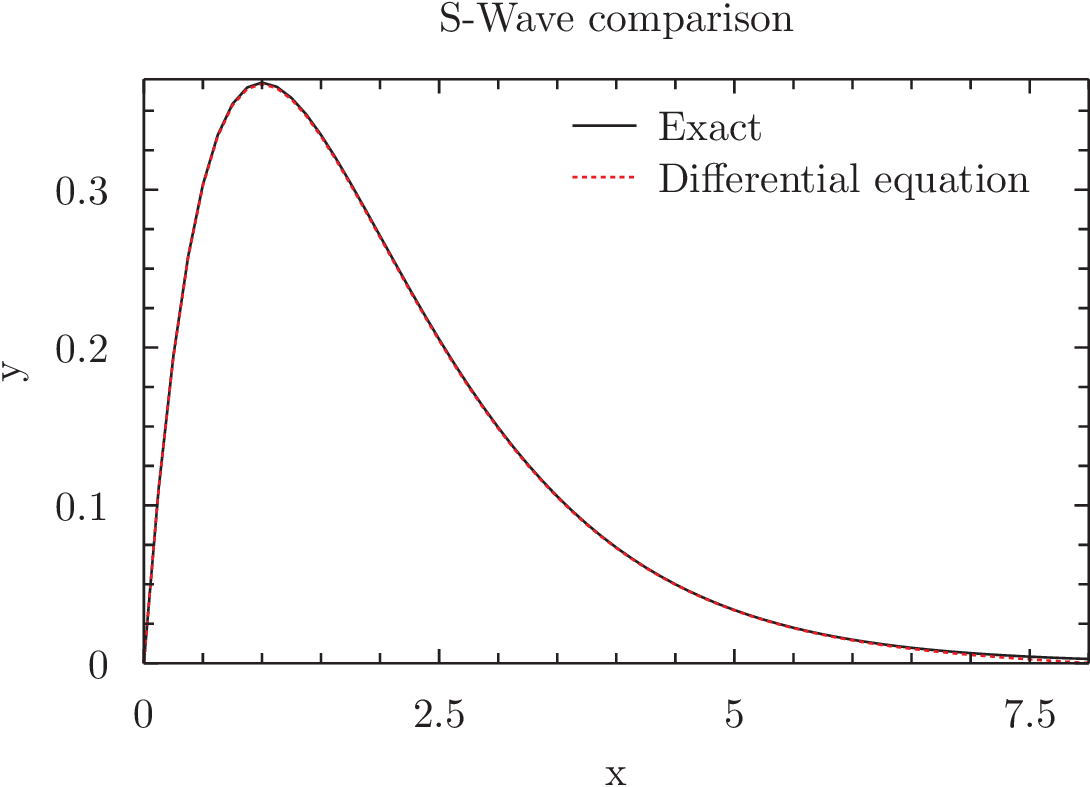 S-Wave comparison
Exact
Differential equation
0.3
0.2
y
0.1
0
0 2.5 5 7.5
x